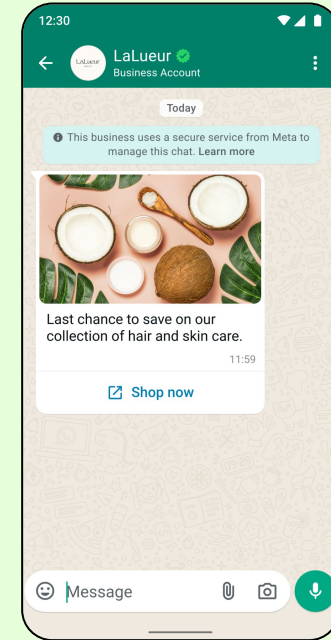 12:30
LaLueur
LaLueur
Business Account
Today
This business uses a secure service from Meta to
manage this chat. Learn more
Last chance to save on our
collection of hair and skin care.
11:59
Shop now
Message